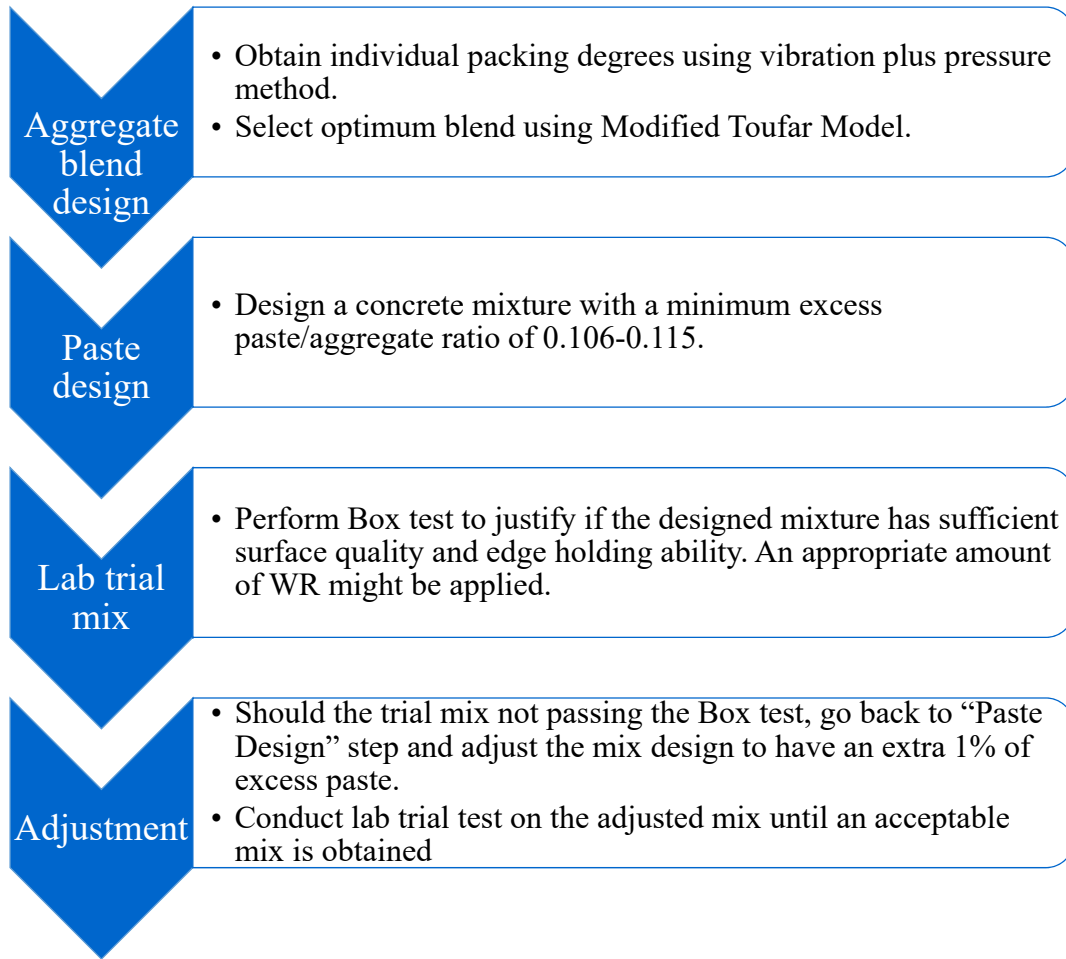 Aggregate
blend
design
• Obtain individual packing degrees using vibration plus pressure
method.
• Select optimum blend using Modified Toufar Model.
Paste
design
• Design a concrete mixture with a minimum excess
paste/aggregate ratio of 0.106-0.115.
Lab trial
mix
• Perform Box test to justify if the designed mixture has sufficient
surface quality and edge holding ability. An appropriate amount
of WR might be applied.
Adjustment
• Should the trial mix not passing the Box test, go back to “Paste
Design” step and adjust the mix design to have an extra 1% of
excess paste.
• Conduct lab trial test on the adjusted mix until an acceptable
mix is obtained